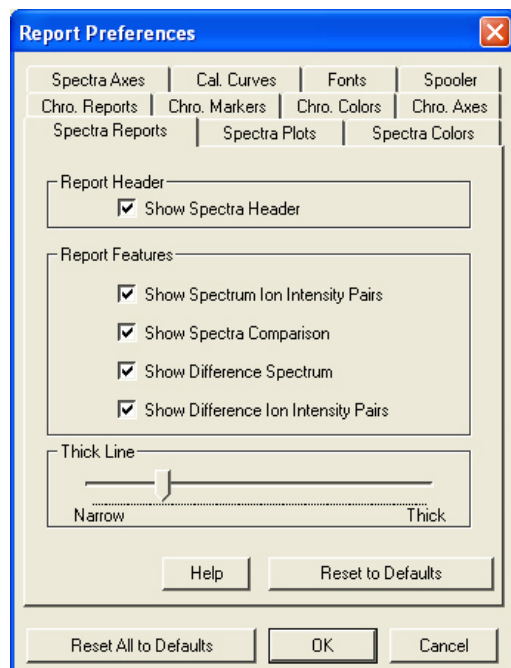 Report Preferences
Spectra Axes Cal. Curves Fonts Spooler
Chro. Reports Chro. Markers Chro. Colors Chro. Axes
Spectra Reports Spectra Plots Spectra Colors
Report Header
Show Spectra Header
Report Features
Show Spectrum Ion Intensity Pairs
Show Spectra Comparison
Show Difference Spectrum
Show Difference Ion Intensity Pairs
Thick Line
Narrow Thick
Help Reset to Defaults
Reset All to Defaults OK Cancel